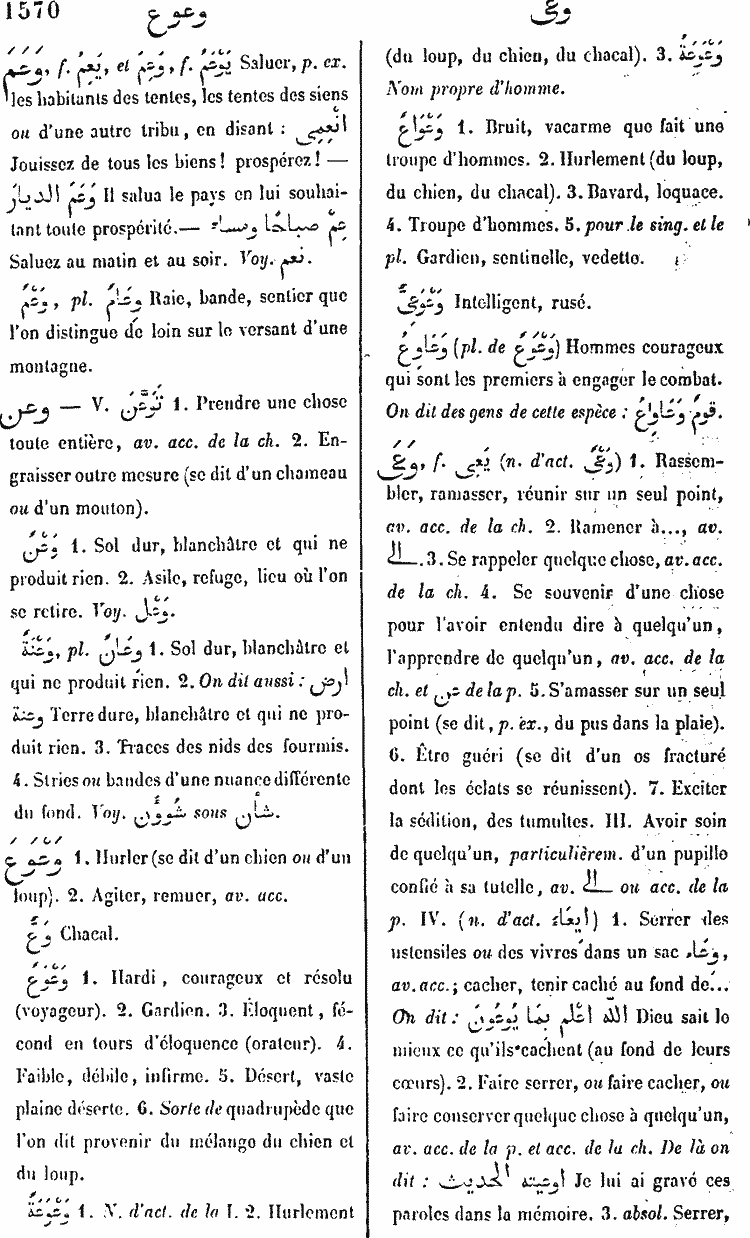 1570
وعوع
وعى
وَعَمَ, f. يَعِمُ, et وَعِمَ, f. يَوْعَمُ Saluer, p. ex.
les habitants des tentes, les tentes des siens
ou d'une autre tribu, en disant : أَنْعِمِى
Jouissez de tous les biens! prospérez! —
وَعَمَ الدِّيَارَ Il salua le pays en lui souhai-
tant toute prospérité.— عِمْ صباحًا ومساءً
Saluez au matin et au soir. Voy. نعم.
وَعْمٌ, pl. وِعَامٌ Raie, bande, sentier que
l'on distingue de loin sur le versant d'une
montagne.
وعن — V. تَوَعَّنَ 1. Prendre une chose
toute entière, av. acc. de la ch. 2. En-
graisser outre mesure (se dit d'un chameau
ou d'un mouton).
وَعْنٌ 1. Sol dur, blanchâtre et qui ne
produit rien. 2. Asile, refuge, lieu où l'on
se retire. Voy. وَعْل.
وَعْنَةٌ, pl. وِعَانٌ 1. Sol dur, blanchâtre et
qui ne produit rien. 2. On dit aussi : أرض
وعنة Terre dure, blanchâtre et qui ne pro-
duit rien. 3. Traces des nids des fourmis.
4. Stries ou bandes d'une nuance différente
du fond. Voy. شُؤُون sous شأن.
وَعْوَعَ 1. Hurler (se dit d'un chien ou d'un
loup). 2. Agiter, remuer, av. acc.
وَعٌ Chacal.
وَعْوَعٌ 1. Hardi, courageux et résolu
(voyageur). 2. Gardien. 3. Éloquent, fé-
cond en tours d'éloquence (orateur). 4.
Faible, débile, infirme. 5. Désert, vaste
plaine déserte. 6. Sorte de quadrupède que
l'on dit provenir du mélange du chien et
du loup.
وَعْوَعَةٌ 1. N. d'act. de la I. 2. Hurlement
(du loup, du chien, du chacal). 3. وَعْوَعَةُ
Nom propre d'homme.
وَعْوَاعٌ 1. Bruit, vacarme que fait une
troupe d'hommes. 2. Hurlement (du loup,
du chien, du chacal). 3. Bavard, loquace.
4. Troupe d'hommes. 5. pour le sing. et le
pl. Gardien, sentinelle, vedette.
وَعْوَعِىٌّ Intelligent, rusé.
وَعَاوِعُ (pl. de وَعْوَعٌ) Hommes courageux
qui sont les premiers à engager le combat.
On dit des gens de cette espèce : قومٌ وَعَاوِعُ.
وَعَى, f. يَعِى (n. d'act. وَعْىٌ) 1. Rassem-
bler, ramasser, réunir sur un seul point,
av. acc. de la ch. 2. Ramener à..., av.
الى. 3. Se rappeler quelque chose, av. acc.
de la ch. 4. Se souvenir d'une chose
pour l'avoir entendu dire à quelqu'un,
l'apprendre de quelqu'un, av. acc. de la
ch. et عن de la p. 5. S'amasser sur un seul
point (se dit, p. ex., du pus dans la plaie).
6. Être guéri (se dit d'un os fracturé
dont les éclats se réunissent). 7. Exciter
la sédition, des tumultes. III. Avoir soin
de quelqu'un, particulièrem. d'un pupille
confié à sa tutelle, av. الى ou acc. de la
p. IV. (n. d'act. أيعاء) 1. Serrer des
ustensiles ou des vivres dans un sac وِعَاء,
av. acc.; cacher, tenir caché au fond de...
On dit : اللّٰه أَعْلَم بِمَا يُوعُونَ Dieu sait le
mieux ce qu'ils cachent (au fond de leurs
cœurs). 2. Faire serrer, ou faire cacher, ou
faire conserver quelque chose à quelqu'un,
av. acc. de la p. et acc. de la ch. De là on
dit : أوعيته الحديث Je lui ai gravé ces
paroles dans la mémoire. 3. absol. Serrer,